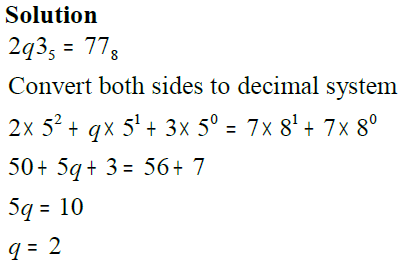 Solution
2q3₅ = 77₈
Convert both sides to decimal system
2× 5² + q× 5¹ + 3× 5⁰ = 7× 8¹ + 7× 8⁰
50+ 5q+ 3 = 56+ 7
5q = 10
q = 2